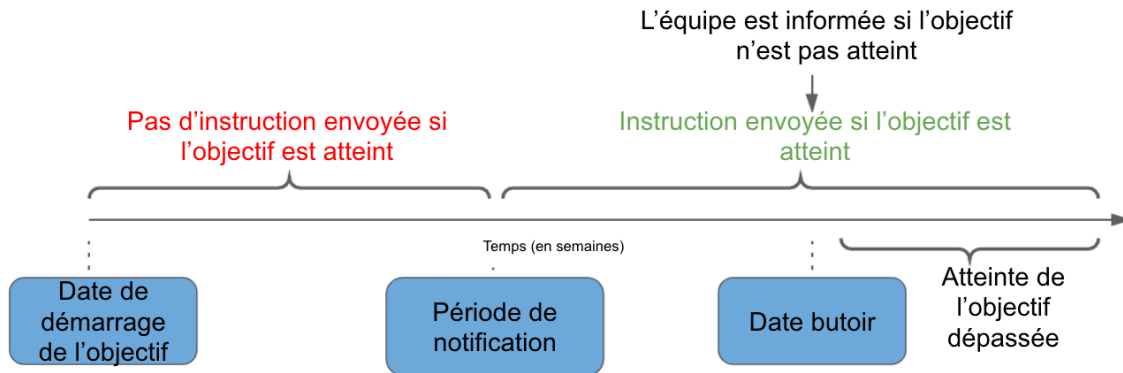 L'équipe est informée si l'objectif
n'est pas atteint
Pas d'instruction envoyée si
l'objectif est atteint
Instruction envoyée si l'objectif est
atteint
Temps (en semaines)
Date de
démarrage
de l'objectif
Période de
notification
Date butoir
Atteinte de
l'objectif
dépassée